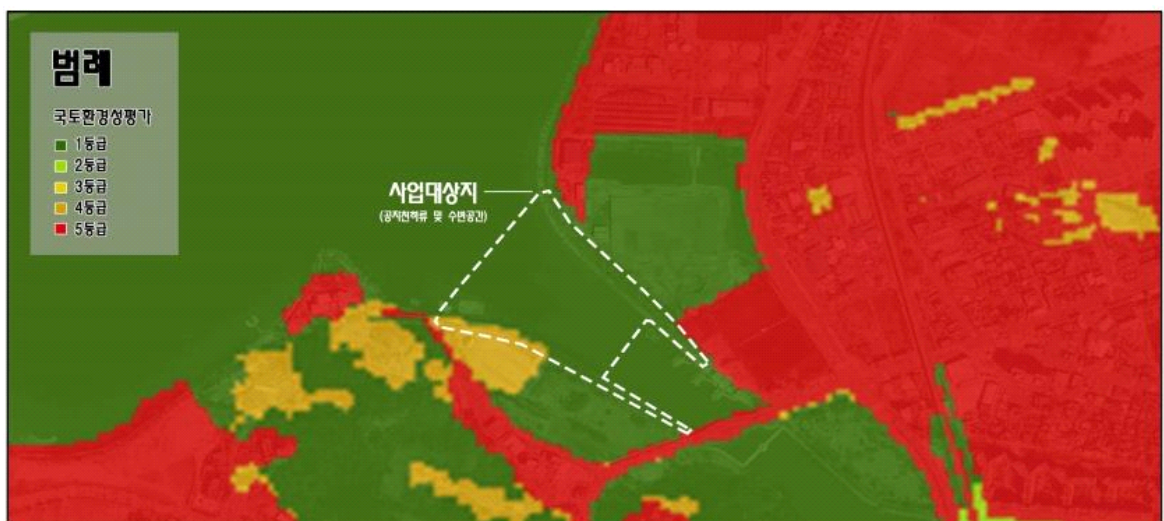 범례
국토환경성평가
1등급
2등급
3등급
4등급
5등급
사업대상지
(공지천하류 및 수변공간)